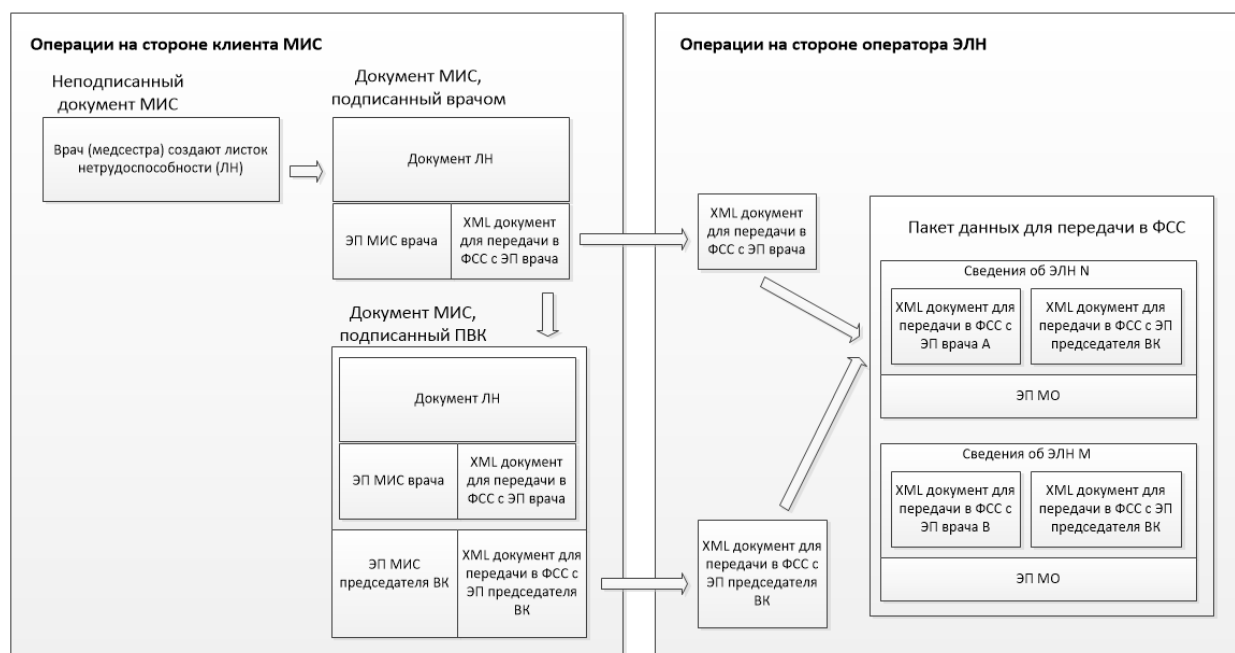 Операции на стороне клиента МИС
Неподписанный
документ МИС
Врач (медсестра) создают листок
нетрудоспособности (ЛН)
Документ МИС,
подписанный врачом
Документ ЛН
ЭП МИС врача
XML документ
для передачи в
ФСС с ЭП врача
Документ МИС,
подписанный ПВК
Документ ЛН
ЭП МИС врача
XML документ
для передачи в
ФСС с ЭП врача
ЭП МИС
председателя ВК
XML документ для
передачи в ФСС с
ЭП председателя
ВК
Операции на стороне оператора ЭЛН
XML документ
для передачи в
ФСС с ЭП врача
XML документ для
передачи в ФСС с
ЭП председателя
ВК
Пакет данных для передачи в ФСС
Сведения об ЭЛН N
XML документ для
передачи в ФСС с
ЭП врача А
XML документ для
передачи в ФСС с ЭП
председателя ВК
ЭП МО
Сведения об ЭЛН М
XML документ для
передачи в ФСС с
ЭП врача В
XML документ для
передачи в ФСС с ЭП
председателя ВК
ЭП МО